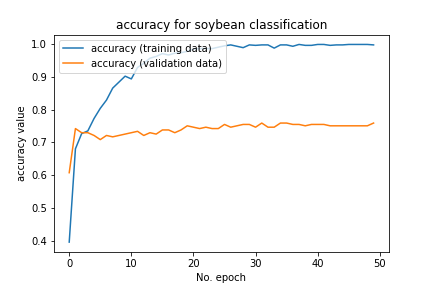 accuracy for soybean classification
accuracy (training data)
accuracy (validation data)
accuracy value
1.0
0.9
0.8
0.7
0.6
0.5
0.4
0 10 20 30 40 50
No. epoch